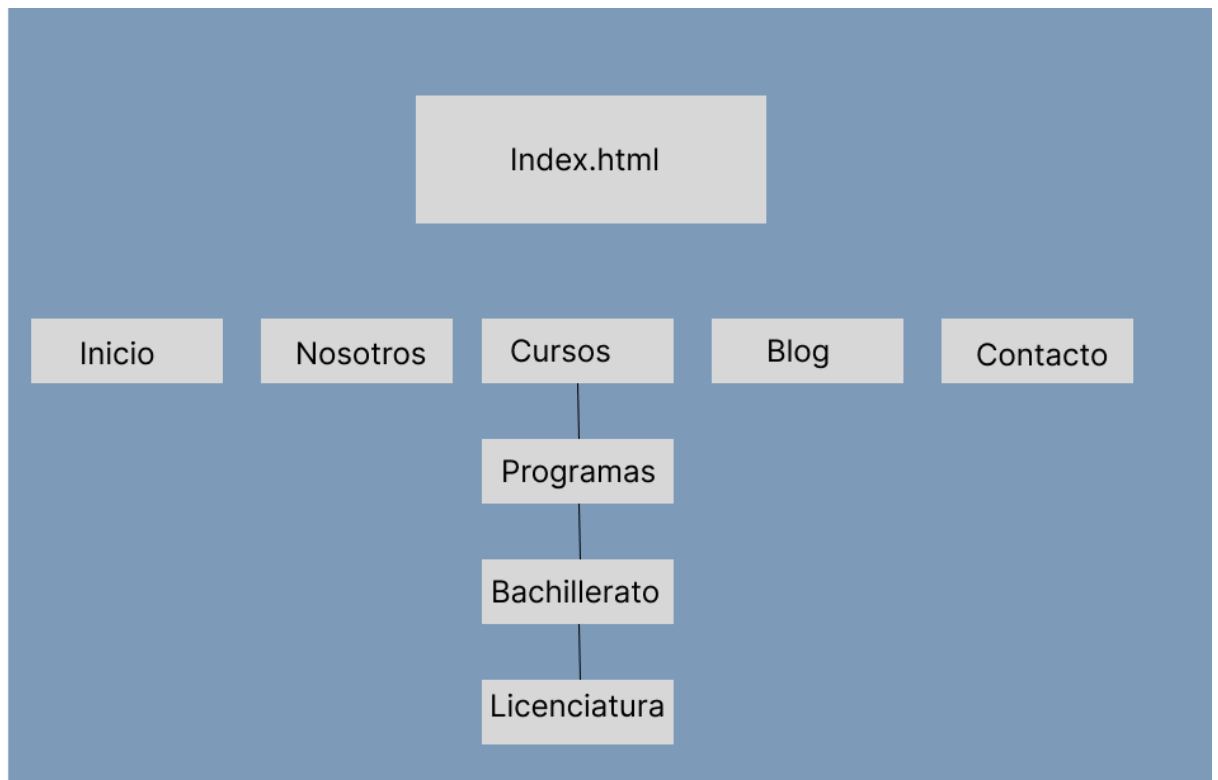 Index.html
Inicio
Nosotros
Cursos
Blog
Contacto
Programas
Bachillerato
Licenciatura